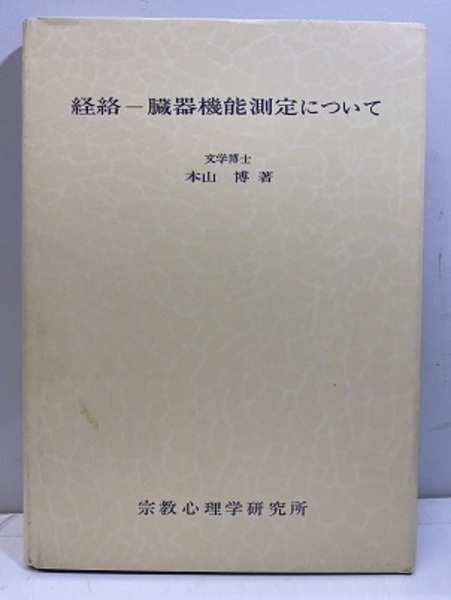 経絡－臓器機能測定について
文学博士
本山 博 著
宗教心理学研究所